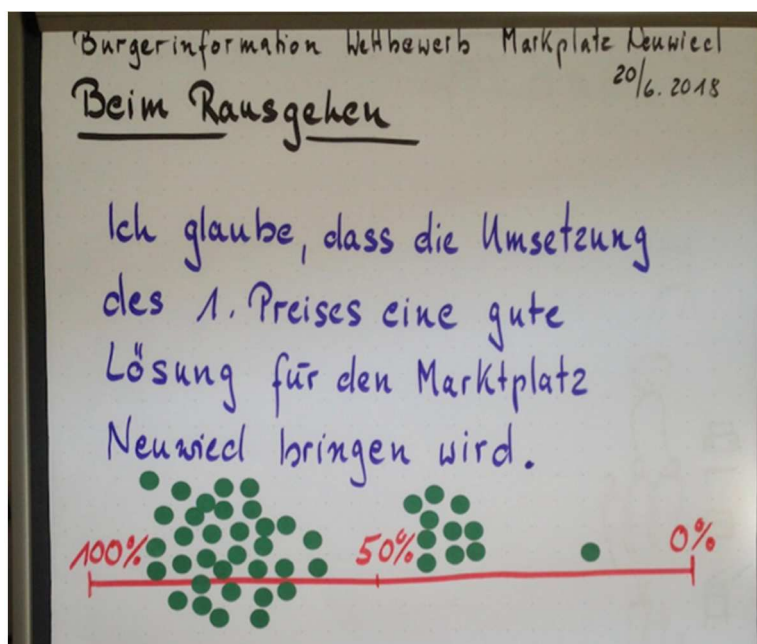 Bürgerinformation Wettbewerb Markplatz Neuwied
20/6. 2018
Beim Rausgehen
Ich glaube, dass die Umsetzung
des 1. Preises eine gute
Lösung für den Marktplatz
Neuwied bringen wird.
100% 50% 0%